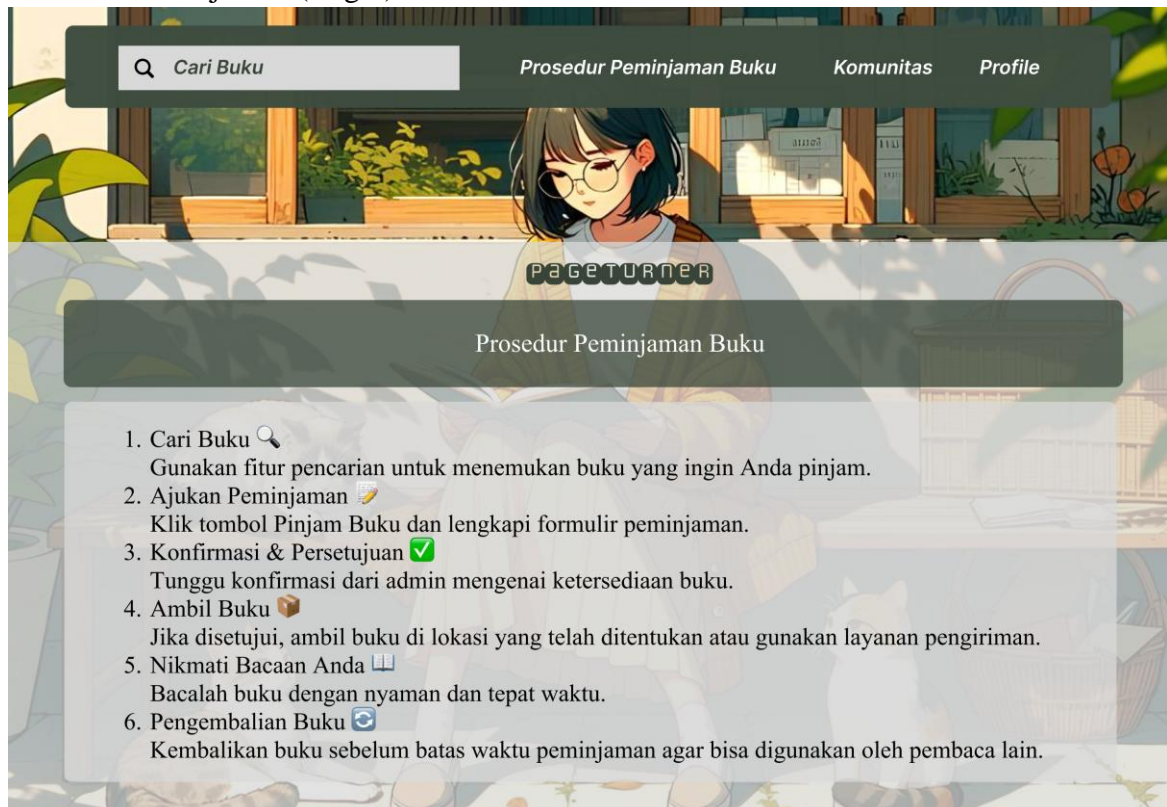 Cari Buku
Prosedur Peminjaman Buku
Komunitas
Profile
PAGETURNER
Prosedur Peminjaman Buku
1. Cari Buku 🔍
Gunakan fitur pencarian untuk menemukan buku yang ingin Anda pinjam.
2. Ajukan Peminjaman 📝
Klik tombol Pinjam Buku dan lengkapi formulir peminjaman.
3. Konfirmasi & Persetujuan ✅
Tunggu konfirmasi dari admin mengenai ketersediaan buku.
4. Ambil Buku 📦
Jika disetujui, ambil buku di lokasi yang telah ditentukan atau gunakan layanan pengiriman.
5. Nikmati Bacaan Anda 📖
Bacalah buku dengan nyaman dan tepat waktu.
6. Pengembalian Buku 🔄
Kembalikan buku sebelum batas waktu peminjaman agar bisa digunakan oleh pembaca lain.